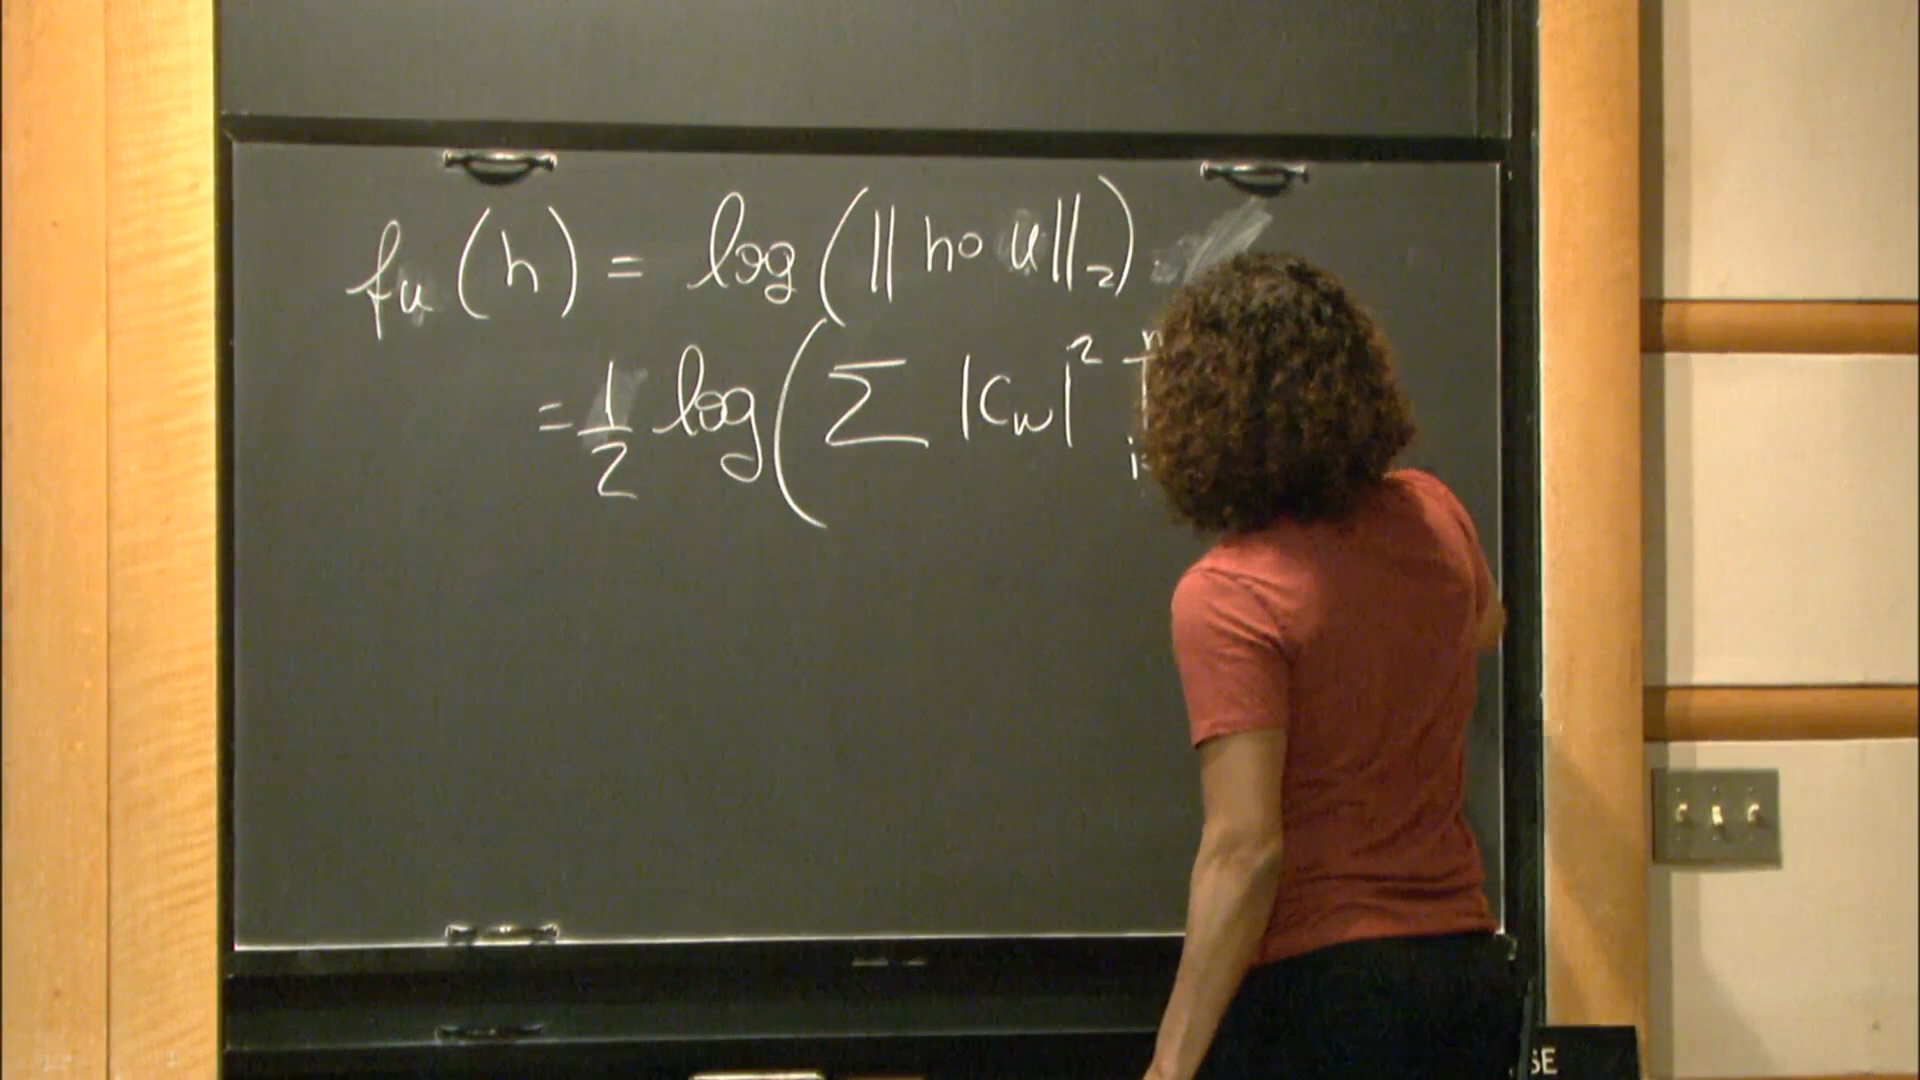 fu(h) = log(|| h∘u ||₂)
= 1/2 log( Σ |cw|²
SE